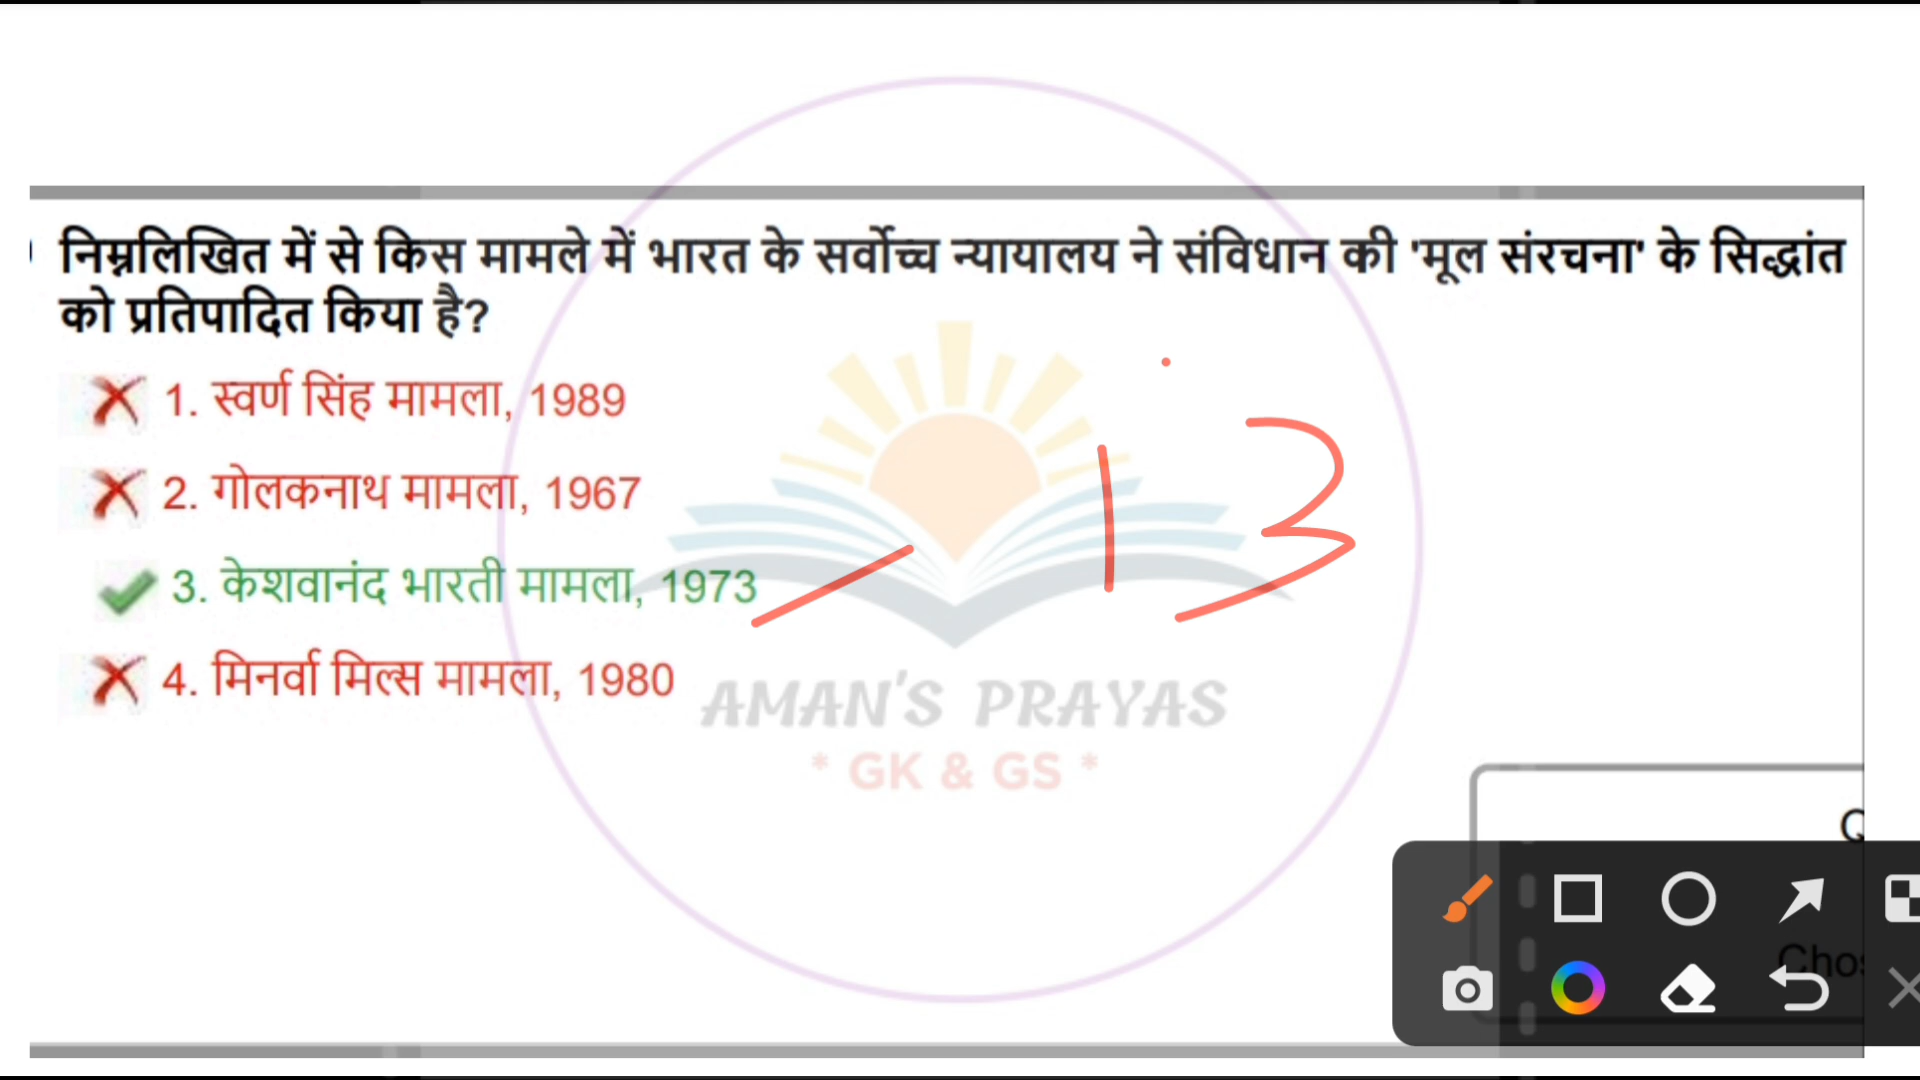 निम्नलिखित में से किस मामले में भारत के सर्वोच्च न्यायालय ने संविधान की 'मूल संरचना' के सिद्धांत
को प्रतिपादित किया है?
1. स्वर्ण सिंह मामला, 1989
2. गोलकनाथ मामला, 1967
3. केशवानंद भारती मामला, 1973
4. मिनर्वा मिल्स मामला, 1980
13
AMAN'S PRAYAS
* GK & GS *